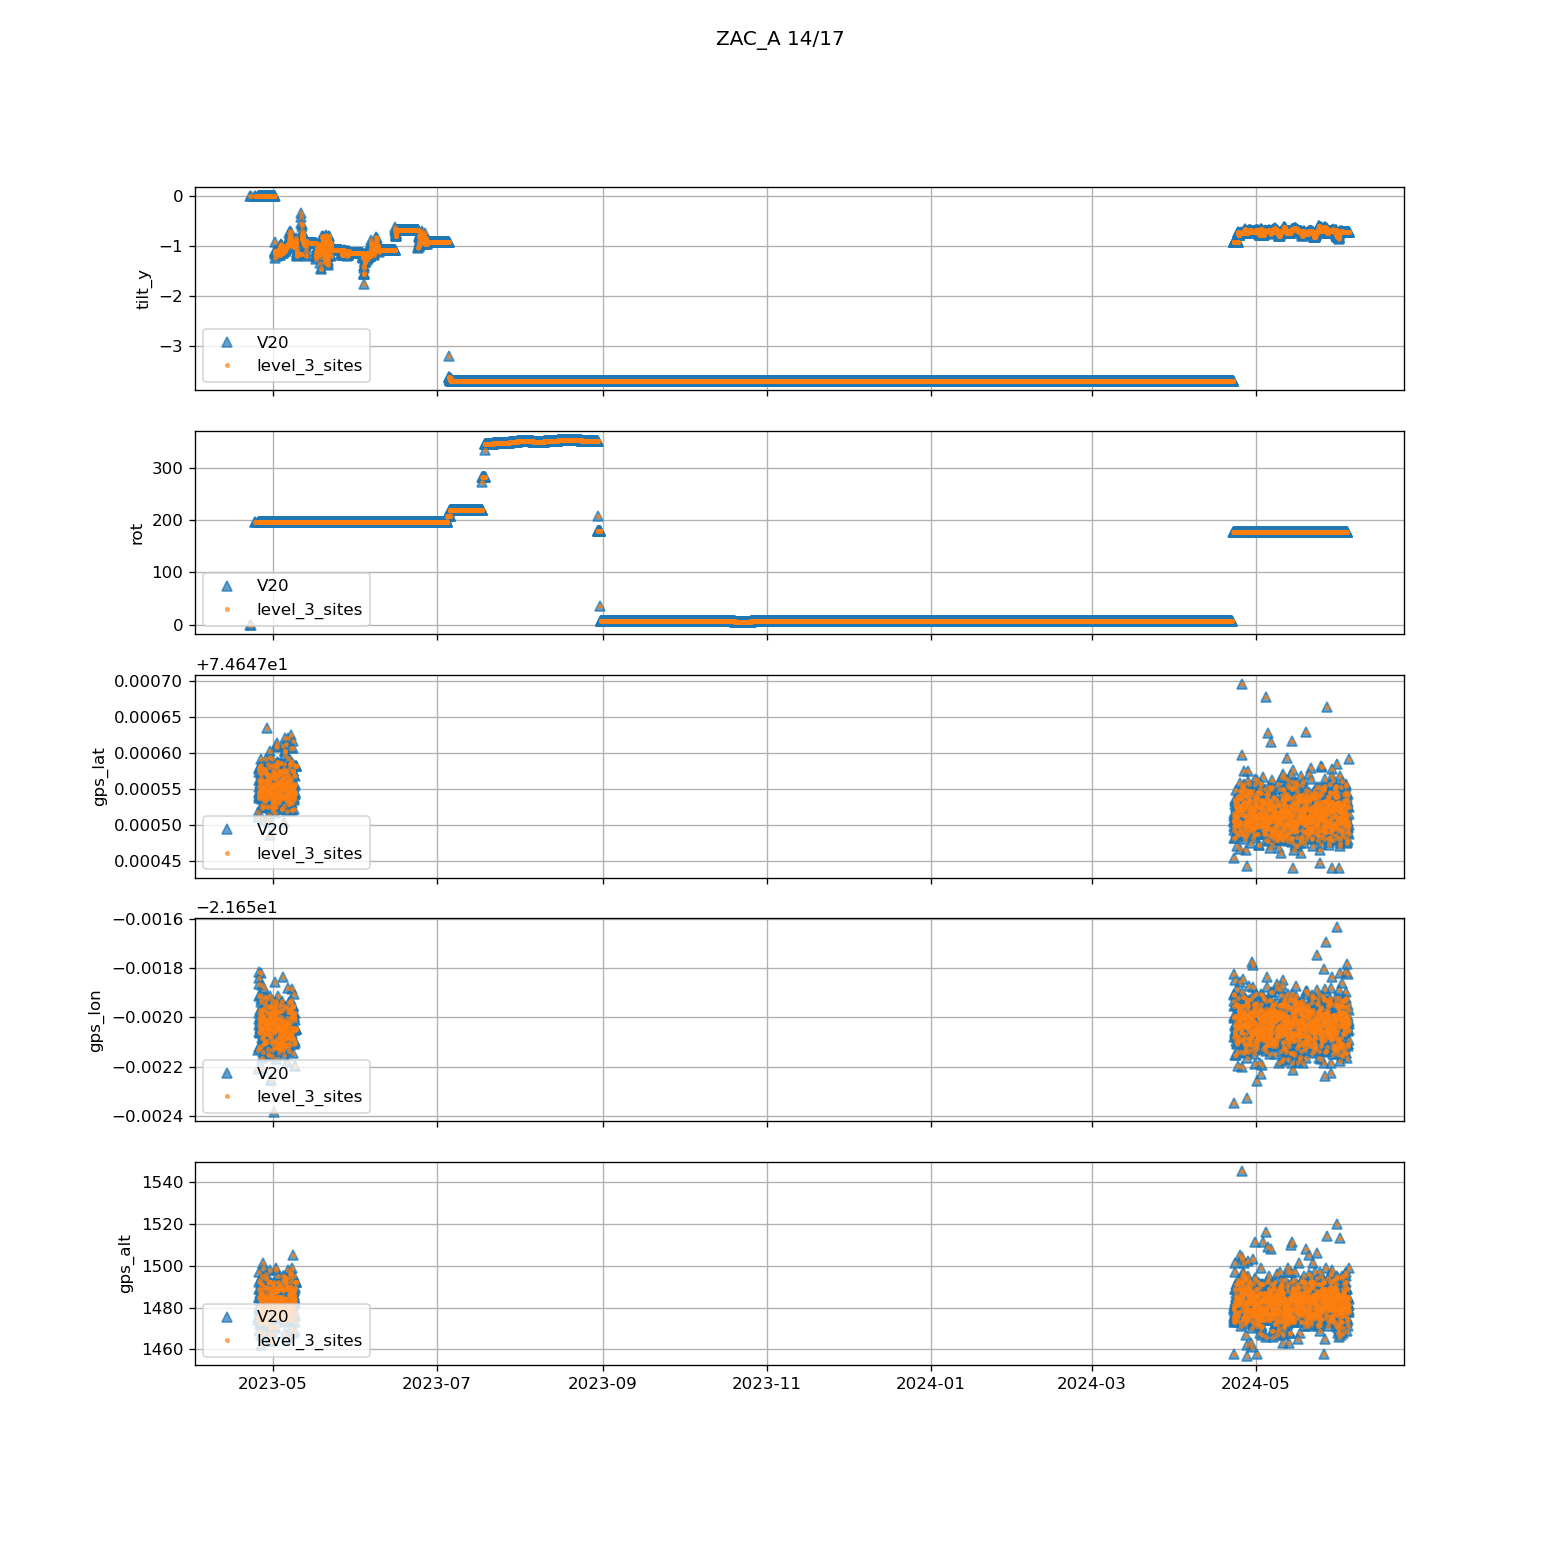 ZAC_A 14/17
0
−1
−2
−3
tilt_y
V20
level_3_sites
300
200
100
0
rot
V20
level_3_sites
+7.4647e1
0.00070
0.00065
0.00060
0.00055
0.00050
0.00045
gps_lat
V20
level_3_sites
−2.165e1
−0.0016
−0.0018
−0.0020
−0.0022
−0.0024
gps_lon
V20
level_3_sites
1540
1520
1500
1480
1460
gps_alt
V20
level_3_sites
2023-05 2023-07 2023-09 2023-11 2024-01 2024-03 2024-05